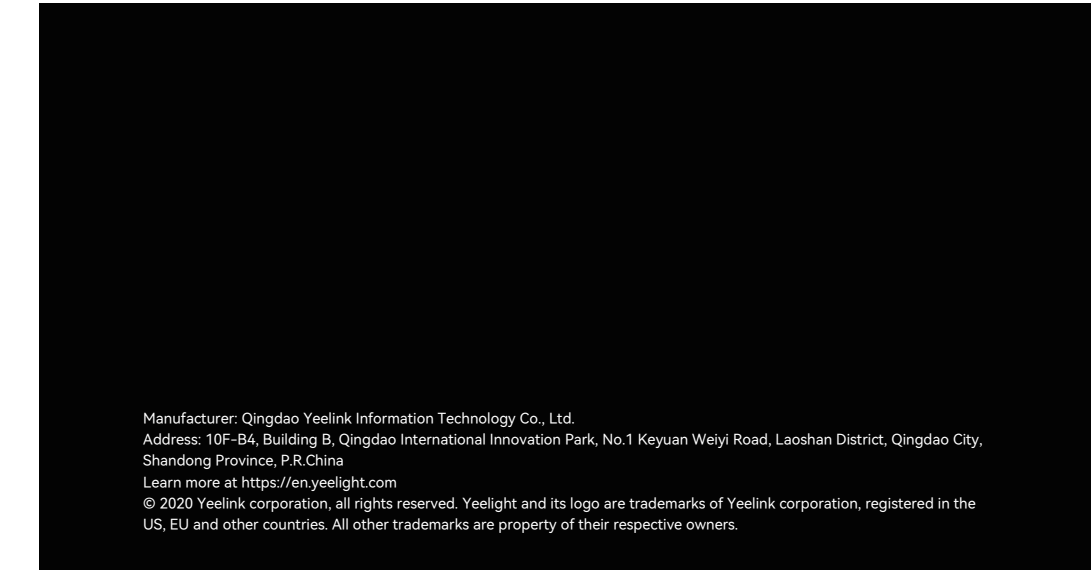 Manufacturer: Qingdao Yeelink Information Technology Co., Ltd.
Address: 10F-B4, Building B, Qingdao International Innovation Park, No.1 Keyuan Weiyi Road, Laoshan District, Qingdao City,
Shandong Province, P.R.China
Learn more at https://en.yeelight.com
© 2020 Yeelink corporation, all rights reserved. Yeelight and its logo are trademarks of Yeelink corporation, registered in the
US, EU and other countries. All other trademarks are property of their respective owners.